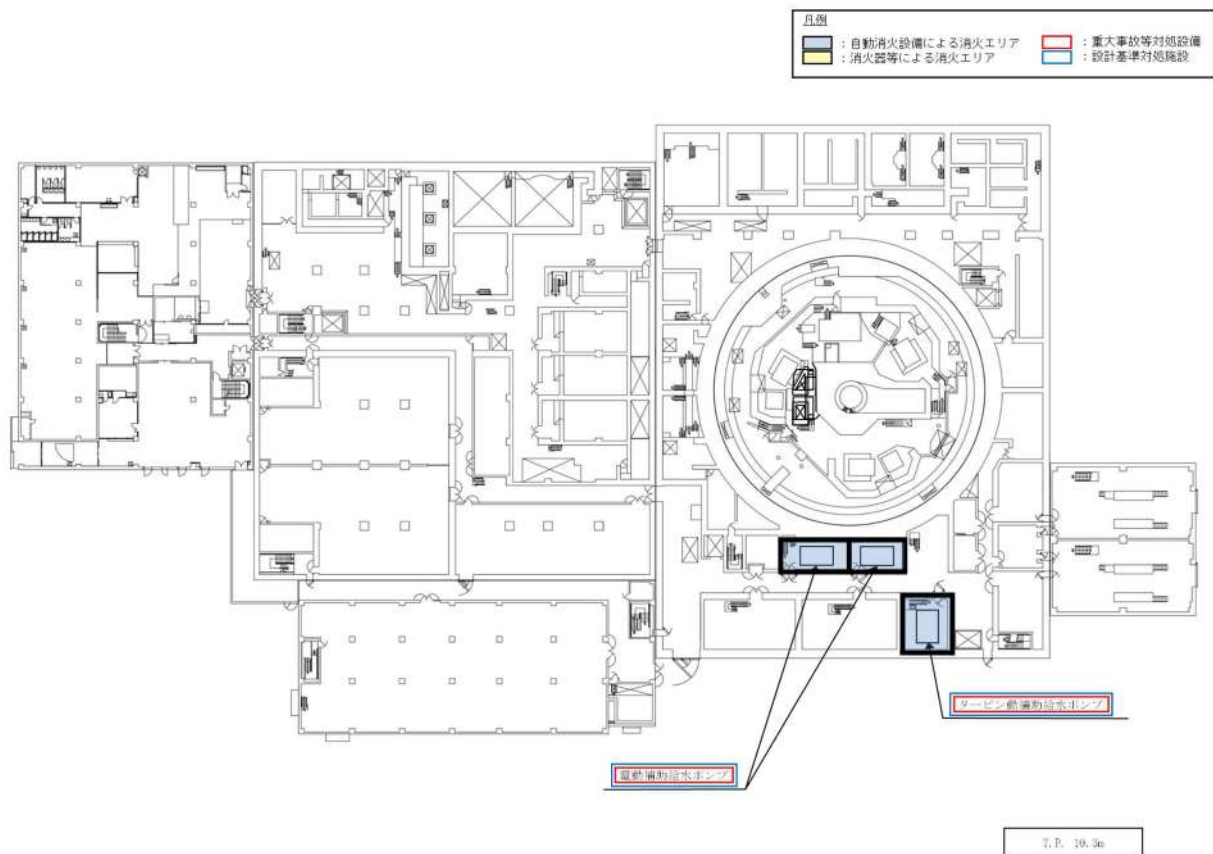 凡例
：自動消火設備による消火エリア
：重大事故等対処設備
：消火器等による消火エリア
：設計基準対処施設
タービン動補助給水ポンプ
電動補助給水ポンプ
T.P. 10.3m